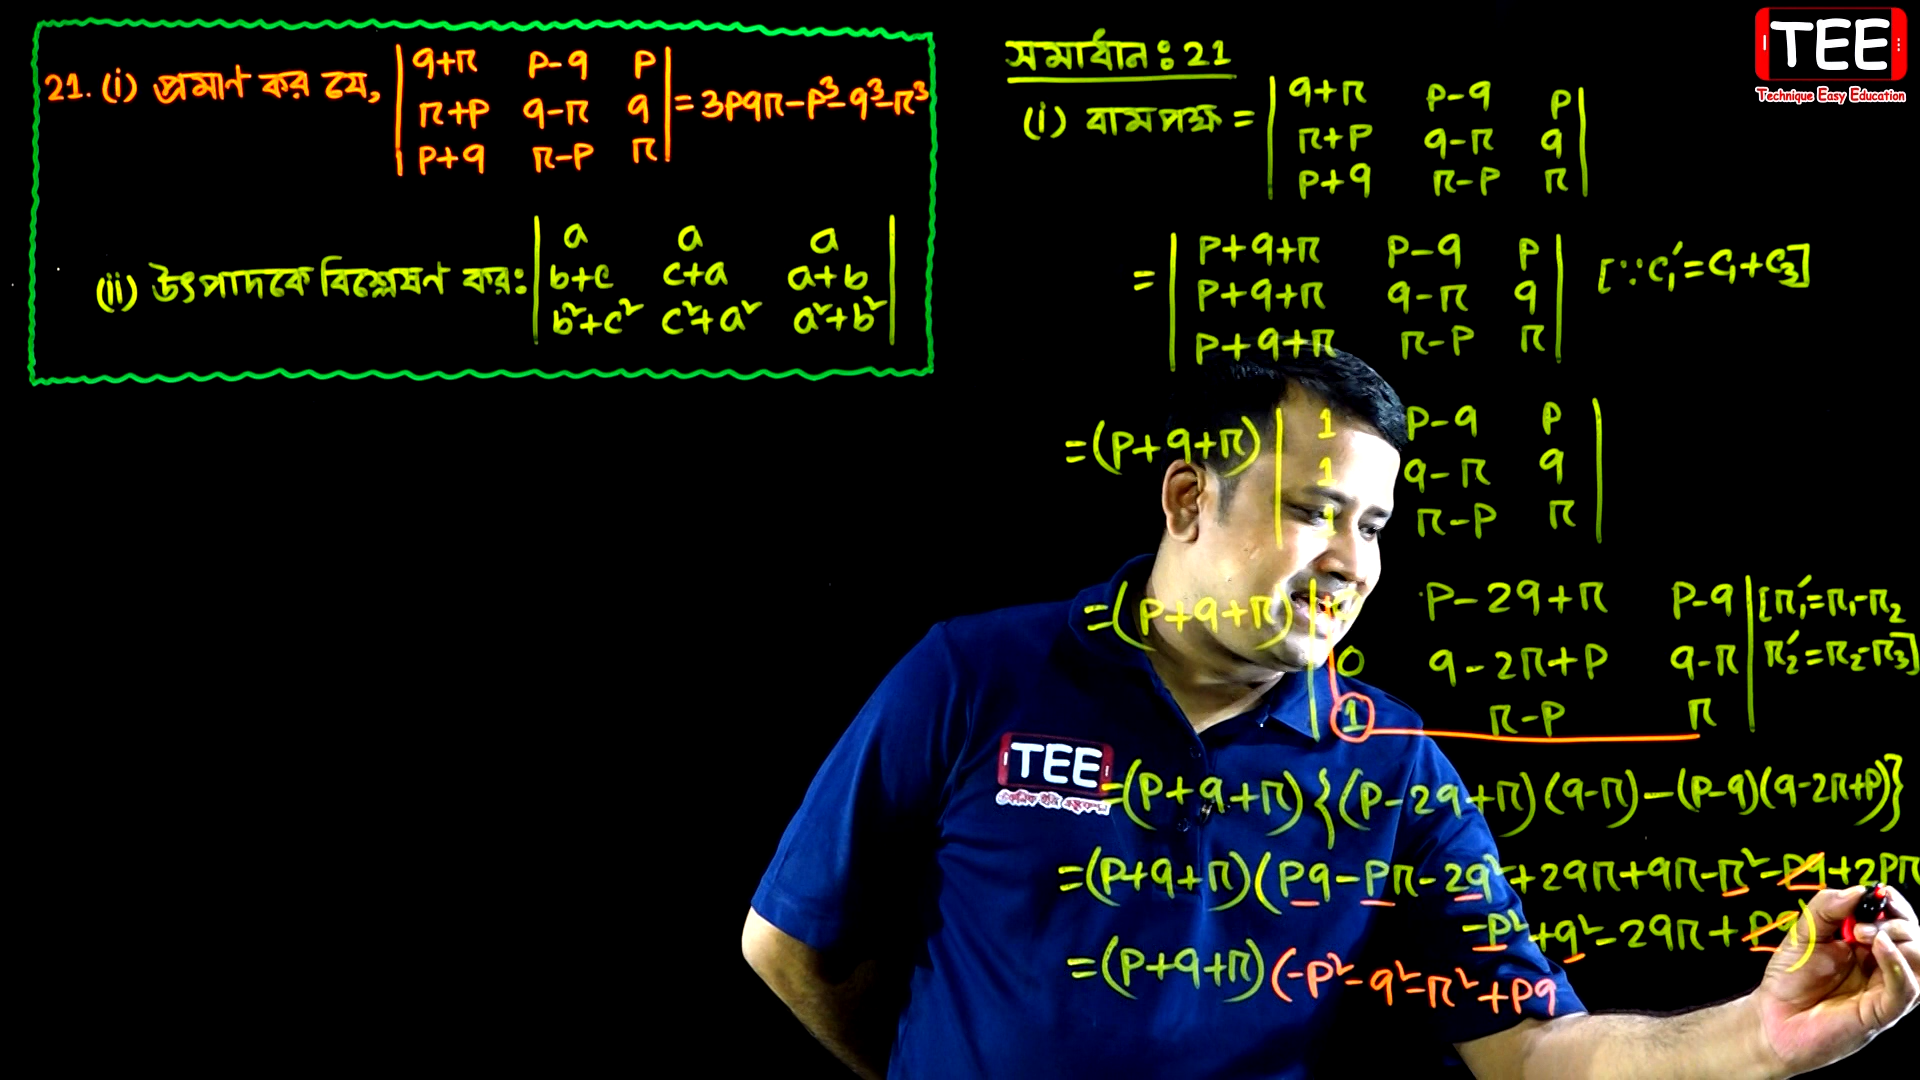 TEE
Technique Easy Education
21. (i) প্রমাণ কর যে, | q+r p-q p |
| r+p q-r q | = 3pqr-p³-q³-r³
| p+q r-p r |
(ii) উৎপাদকে বিশ্লেষণ কর: | a a a |
| b+c c+a a+b |
| b²+c² c²+a² a²+b² |
সমাধান: 21
(i) বামপক্ষ = | q+r p-q p |
| r+p q-r q |
| p+q r-p r |
= | p+q+r p-q p |
| p+q+r q-r q | [∵c₁′=c₁+c₃]
| p+q+r r-p r |
=(p+q+r) | 1 p-q p |
| 1 q-r q |
| 1 r-p r |
=(p+q+r) | 0 p-2q+r p-q | [r₁′=r₁-r₂
| 0 q-2r+p q-r | r₂′=r₂-r₃]
| 1 r-p r |
=(p+q+r){(p-2q+r)(q-r)-(p-q)(q-2r+p)}
=(p+q+r)(pq-pr-2q²+2qr+qr-r²-pq+2pr
-p²+q²-2qr+pq)
=(p+q+r)(-p²-q²-r²+pq
TEE